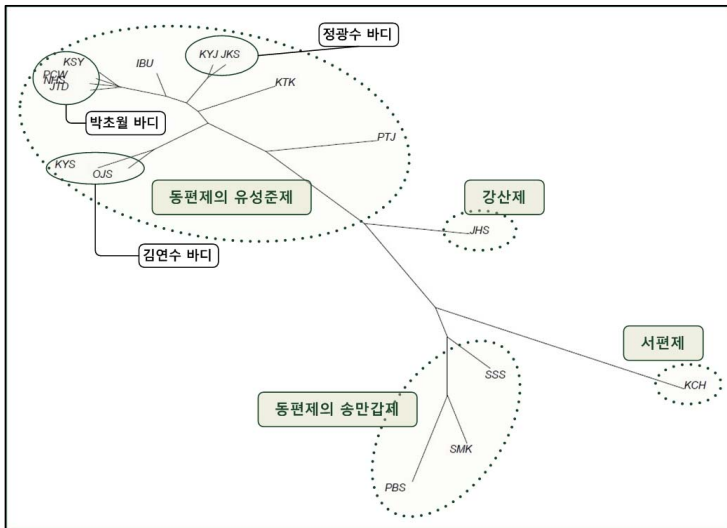 정광수 바디
KSY
PCW
NHS
JTD
IBU
KYJ JKS
KTK
박초월 바디
PTJ
KYS
OJS
동편제의 유성준제
강산제
JHS
김연수 바디
서편제
SSS
KCH
동편제의 송만갑제
SMK
PBS